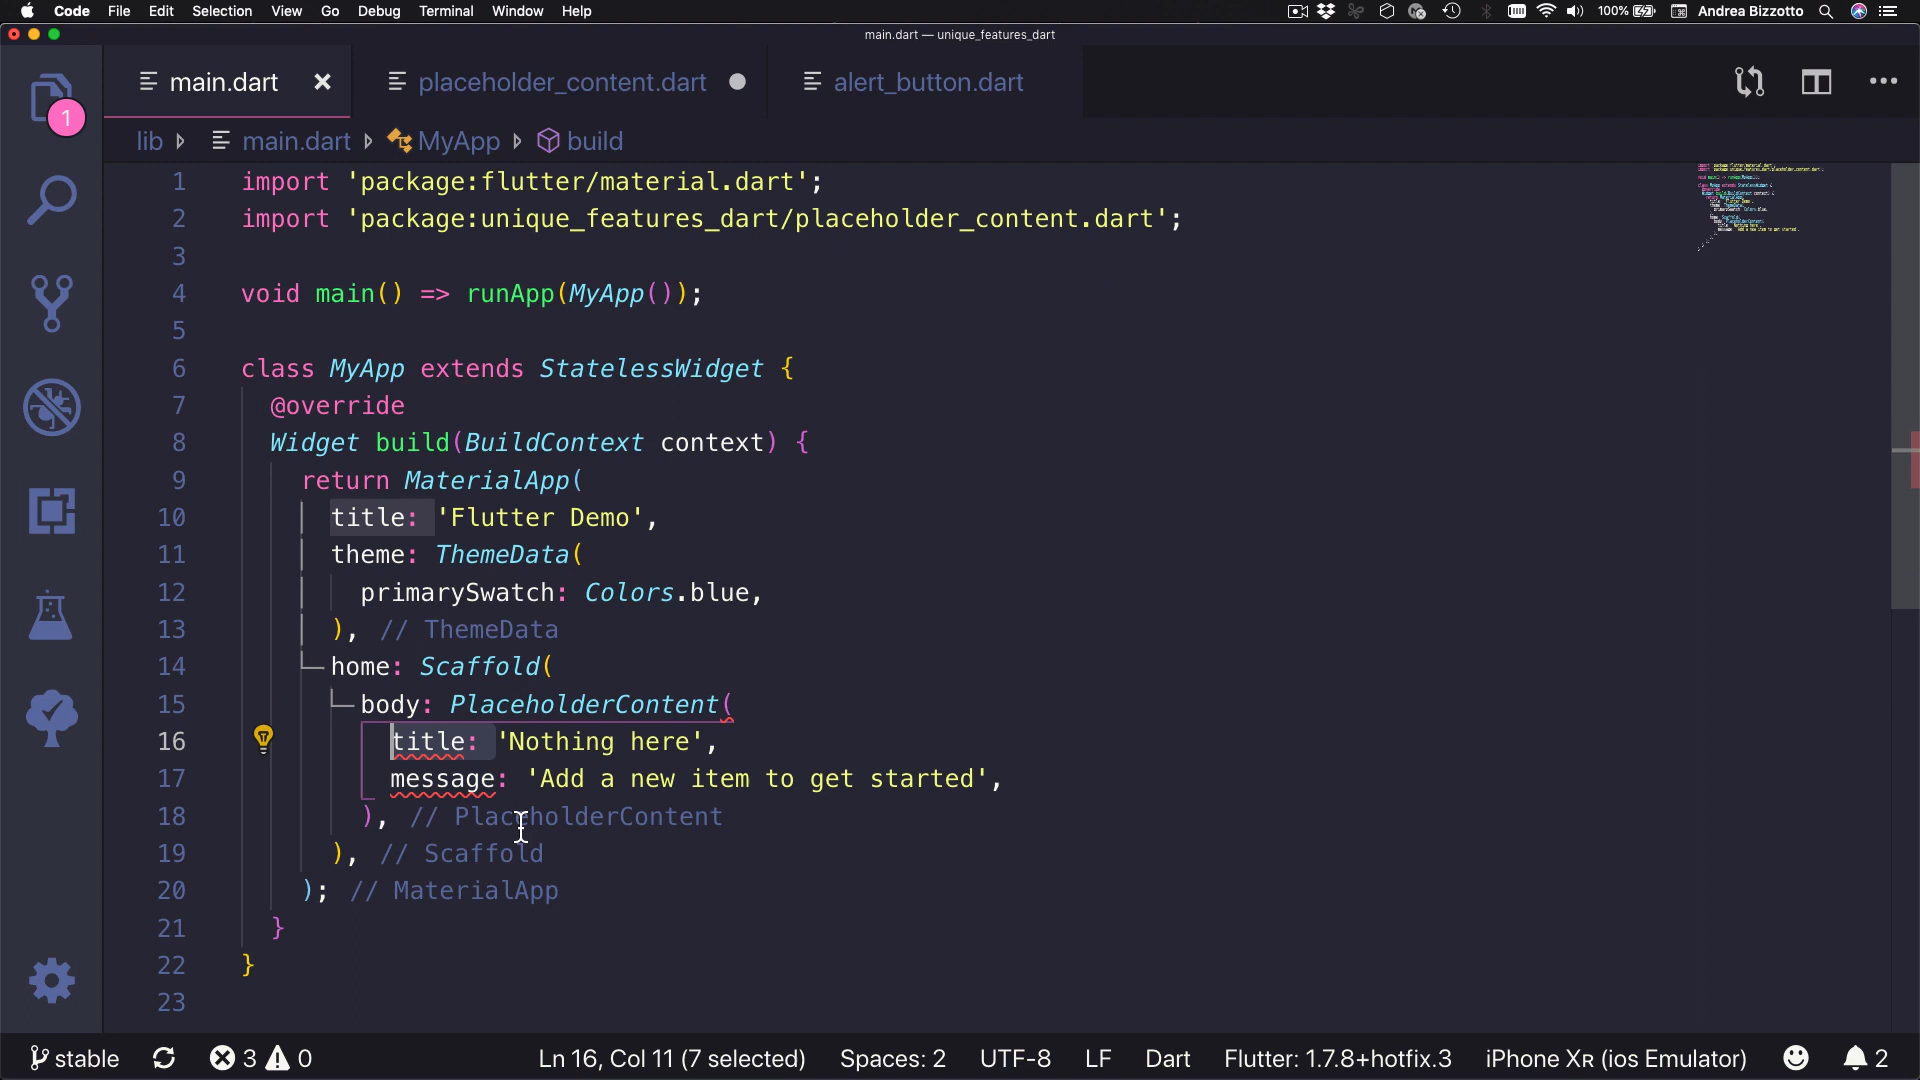 Code File Edit Selection View Go Debug Terminal Window Help 100% Andrea Bizzotto
main.dart — unique_features_dart
main.dart placeholder_content.dart alert_button.dart
1
lib main.dart MyApp build
1 import 'package:flutter/material.dart';
2 import 'package:unique_features_dart/placeholder_content.dart';
3
4 void main() => runApp(MyApp());
5
6 class MyApp extends StatelessWidget {
7 @override
8 Widget build(BuildContext context) {
9 return MaterialApp(
10 title: 'Flutter Demo',
11 theme: ThemeData(
12 primarySwatch: Colors.blue,
13 ), // ThemeData
14 home: Scaffold(
15 body: PlaceholderContent(
16 title: 'Nothing here',
17 message: 'Add a new item to get started',
18 ), // PlaceholderContent
19 ), // Scaffold
20 ); // MaterialApp
21 }
22 }
23
stable 3 0 Ln 16, Col 11 (7 selected) Spaces: 2 UTF-8 LF Dart Flutter: 1.7.8+hotfix.3 iPhone Xʀ (ios Emulator) 2